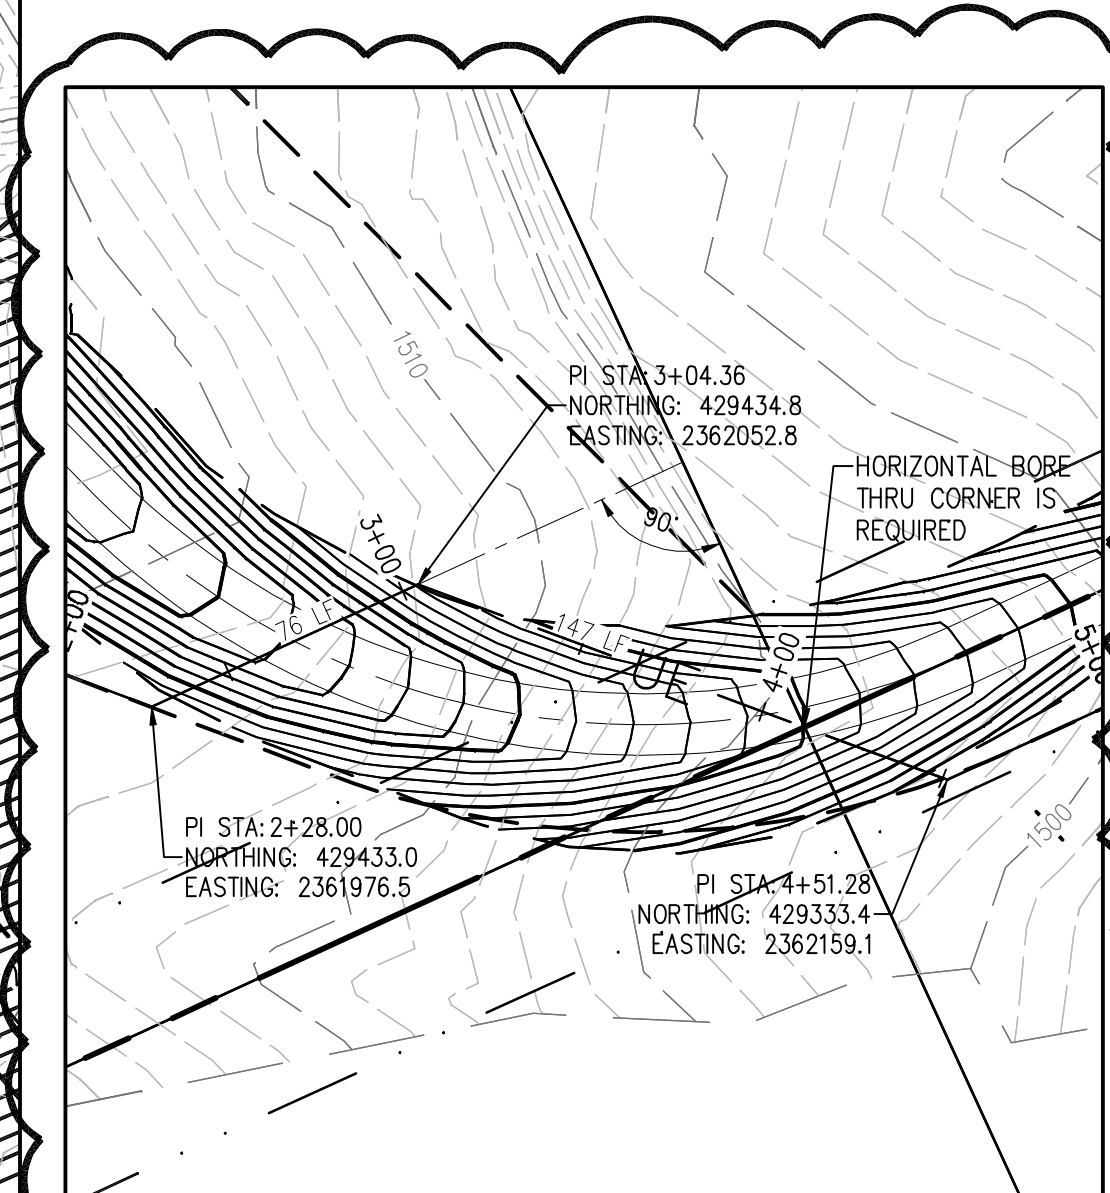 1510
PI STA: 3+04.36
NORTHING: 429434.8
EASTING: 2362052.8
HORIZONTAL BORE
THRU CORNER IS
REQUIRED
90°
3+00
76 LF
147 LF
4+00
+00
PI STA: 2+28.00
NORTHING: 429433.0
EASTING: 2361976.5
1500
PI STA: 4+51.28
NORTHING: 429333.4
EASTING: 2362159.1